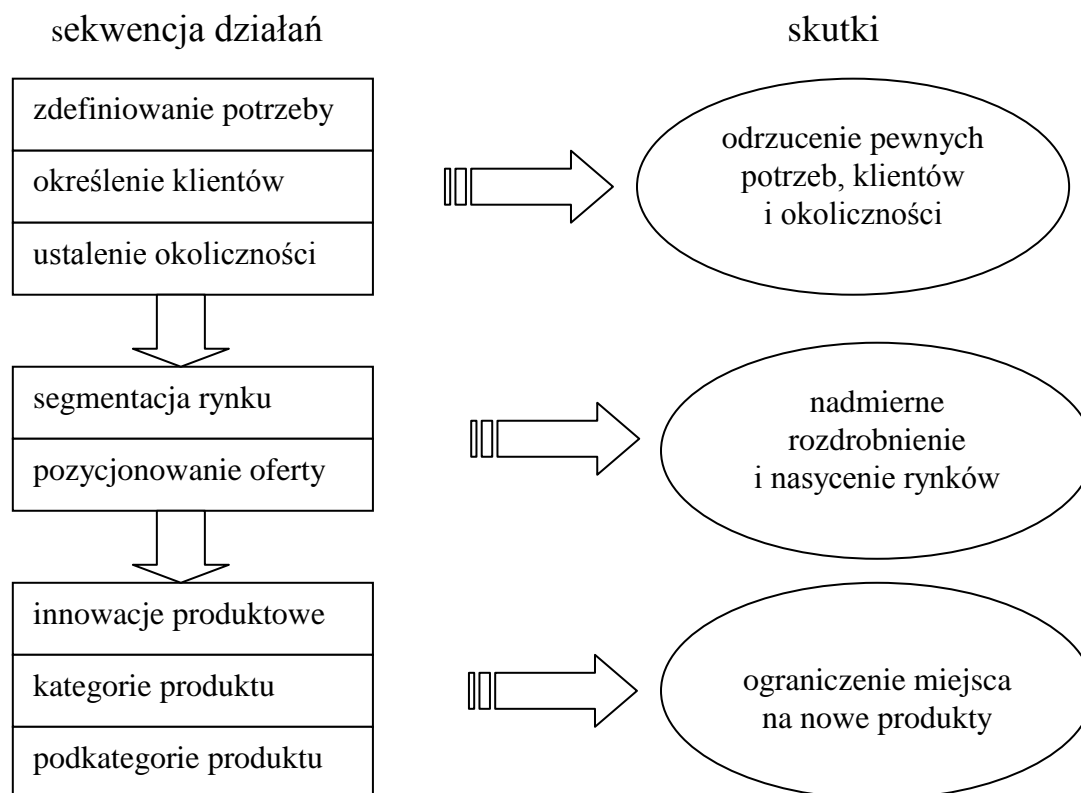 sekwencja działań
skutki
zdefiniowanie potrzeby
określenie klientów
ustalenie okoliczności
odrzucenie pewnych
potrzeb, klientów
i okoliczności
segmentacja rynku
pozycjonowanie oferty
nadmierne
rozdrobnienie
i nasycenie rynków
innowacje produktowe
kategorie produktu
podkategorie produktu
ograniczenie miejsca
na nowe produkty